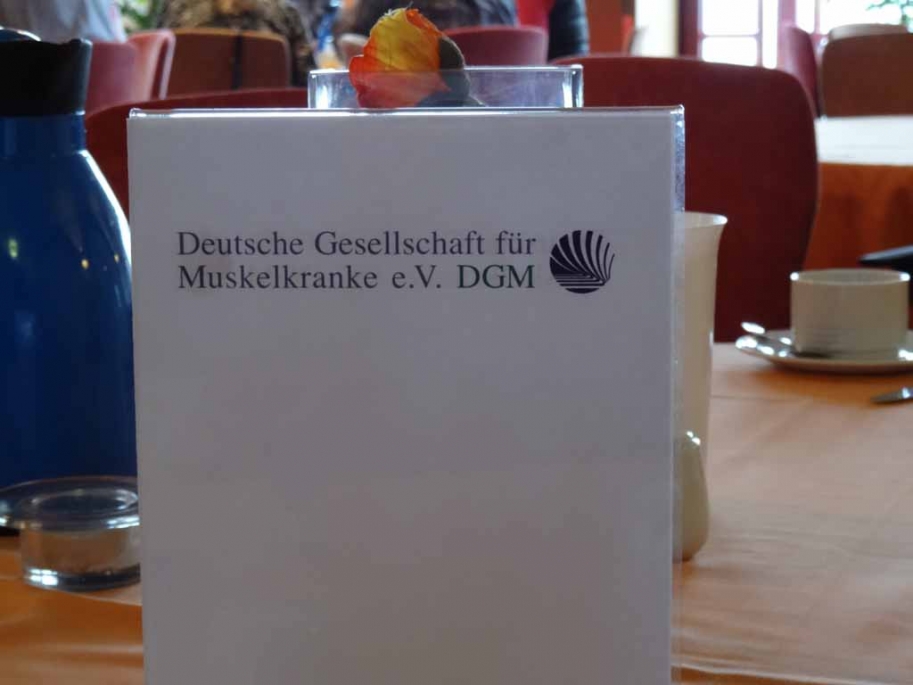 Deutsche Gesellschaft für
Muskelkranke e.V. DGM